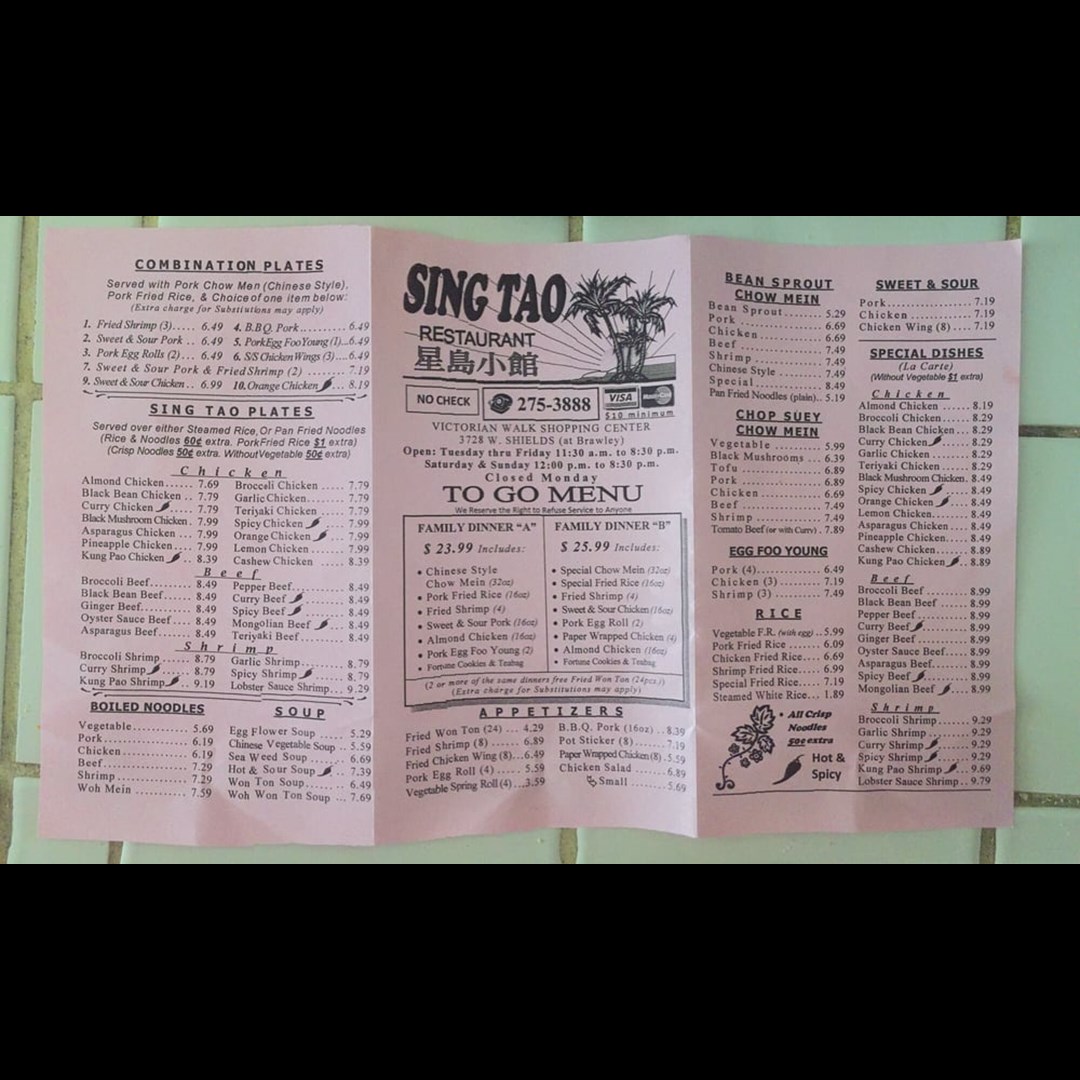 COMBINATION PLATES
Served with Pork Chow Men (Chinese Style),
Pork Fried Rice, & Choice of one item below:
(Extra charge for Substitutions may apply)
1. Fried Shrimp (3)..... 6.49 4. B.B.Q. Pork.......... 6.49
2. Sweet & Sour Pork .. 6.49 5. Pork Egg Foo Young (1)...6.49
3. Pork Egg Rolls (2)... 6.49 6. S/S Chicken Wings (3)....6.49
7. Sweet & Sour Pork & Fried Shrimp (2) ....... 7.19
9. Sweet & Sour Chicken .. 6.99 10. Orange Chicken ... 8.19
SING TAO PLATES
Served over either Steamed Rice, Or Pan Fried Noodles
(Rice & Noodles 60¢ extra. Pork Fried Rice $1 extra)
(Crisp Noodles 50¢ extra. Without Vegetable 50¢ extra)
Chicken
Almond Chicken ...... 7.69
Black Bean Chicken .. 7.79
Curry Chicken ..... 7.79
Black Mushroom Chicken . 7.99
Asparagus Chicken.... 7.99
Pineapple Chicken.... 7.99
Kung Pao Chicken .. 8.39
Broccoli Chicken ..... 7.79
Garlic Chicken........ 7.79
Teriyaki Chicken ..... 7.79
Spicy Chicken ... 7.99
Orange Chicken .. 7.99
Lemon Chicken ...... 7.99
Cashew Chicken ..... 8.39
Beef
Broccoli Beef.......... 8.49
Black Bean Beef....... 8.49
Ginger Beef........... 8.49
Oyster Sauce Beef .... 8.49
Asparagus Beef....... 8.49
Pepper Beef........... 8.49
Curry Beef ....... 8.49
Spicy Beef ....... 8.49
Mongolian Beef ... 8.49
Teriyaki Beef......... 8.49
Shrimp
Broccoli Shrimp ...... 8.79
Curry Shrimp ..... 8.79
Kung Pao Shrimp .. 9.19
Garlic Shrimp........ 8.79
Spicy Shrimp ..... 8.79
Lobster Sauce Shrimp... 9.29
BOILED NOODLES
Vegetable.............. 5.69
Pork................... 6.19
Chicken............... 6.19
Beef................... 7.29
Shrimp................ 7.29
Woh Mein ............ 7.59
SOUP
Egg Flower Soup ...... 5.29
Chinese Vegetable Soup .. 5.59
Sea Weed Soup ....... 6.69
Hot & Sour Soup ... 7.39
Won Ton Soup........ 6.49
Woh Won Ton Soup ... 7.69
SING TAO
RESTAURANT
星島小館
NO CHECK
275-3888
VISA
MasterCard
$10 minimum
VICTORIAN WALK SHOPPING CENTER
3728 W. SHIELDS (at Brawley)
Open: Tuesday thru Friday 11:30 a.m. to 8:30 p.m.
Saturday & Sunday 12:00 p.m. to 8:30 p.m.
Closed Monday
TO GO MENU
We Reserve the Right to Refuse Service to Anyone
FAMILY DINNER “A”
$ 23.99 Includes:
• Chinese Style
Chow Mein (32oz)
• Pork Fried Rice (16oz)
• Fried Shrimp (4)
• Sweet & Sour Pork (16oz)
• Almond Chicken (16oz)
• Pork Egg Foo Young (2)
• Fortune Cookies & Teabag
FAMILY DINNER “B”
$ 25.99 Includes:
• Special Chow Mein (32oz)
• Special Fried Rice (16oz)
• Fried Shrimp (4)
• Sweet & Sour Chicken (16oz)
• Pork Egg Roll (2)
• Paper Wrapped Chicken (4)
• Almond Chicken (16oz)
• Fortune Cookies & Teabag
(2 or more of the same dinners free Fried Won Ton (24pcs))
(Extra charge for Substitutions may apply)
APPETIZERS
Fried Won Ton (24) ... 4.29
Fried Shrimp (8) ...... 6.89
Fried Chicken Wing (8)...6.49
Pork Egg Roll (4) ..... 5.59
Vegetable Spring Roll (4)...3.59
B.B.Q. Pork (16oz) .. 8.39
Pot Sticker (8)........7.19
Paper Wrapped Chicken (8).5.59
Chicken Salad ........ 6.89
Small ......... 5.69
BEAN SPROUT
CHOW MEIN
Bean Sprout........... 5.29
Pork ................. 6.69
Chicken............... 6.69
Beef .................. 7.49
Shrimp ............... 7.49
Chinese Style ......... 7.49
Special ............... 8.49
Pan Fried Noodles (plain).. 5.19
CHOP SUEY
CHOW MEIN
Vegetable ............. 5.99
Black Mushrooms .... 6.39
Tofu .................. 6.89
Pork .................. 6.89
Chicken............... 6.69
Beef .................. 7.49
Shrimp ............... 7.49
Tomato Beef (or with Curry) . 7.89
EGG FOO YOUNG
Pork (4).............. 6.49
Chicken (3) .......... 7.19
Shrimp (3) ........... 7.49
RICE
Vegetable F.R. (with egg) .. 5.99
Pork Fried Rice....... 6.09
Chicken Fried Rice.... 6.69
Shrimp Fried Rice.... 6.99
Special Fried Rice..... 7.19
Steamed White Rice... 1.89
• All Crisp
Noodles
50¢ extra
Hot &
Spicy
SWEET & SOUR
Pork.................. 7.19
Chicken .............. 7.19
Chicken Wing (8) .... 7.19
SPECIAL DISHES
(La Carte)
(Without Vegetable $1 extra)
Chicken
Almond Chicken ...... 8.19
Broccoli Chicken ..... 8.29
Black Bean Chicken .. 8.29
Curry Chicken ..... 8.29
Garlic Chicken ....... 8.29
Teriyaki Chicken ..... 8.29
Black Mushroom Chicken. 8.49
Spicy Chicken ..... 8.49
Orange Chicken ... 8.49
Lemon Chicken....... 8.49
Asparagus Chicken.... 8.49
Pineapple Chicken.... 8.49
Cashew Chicken ...... 8.89
Kung Pao Chicken .. 8.89
Beef
Broccoli Beef......... 8.99
Black Bean Beef...... 8.99
Pepper Beef.......... 8.99
Curry Beef ........ 8.99
Ginger Beef.......... 8.99
Oyster Sauce Beef.... 8.99
Asparagus Beef....... 8.99
Spicy Beef ........ 8.99
Mongolian Beef .... 8.99
Shrimp
Broccoli Shrimp....... 9.29
Garlic Shrimp......... 9.29
Curry Shrimp ...... 9.29
Spicy Shrimp ...... 9.29
Kung Pao Shrimp .. 9.69
Lobster Sauce Shrimp .. 9.79